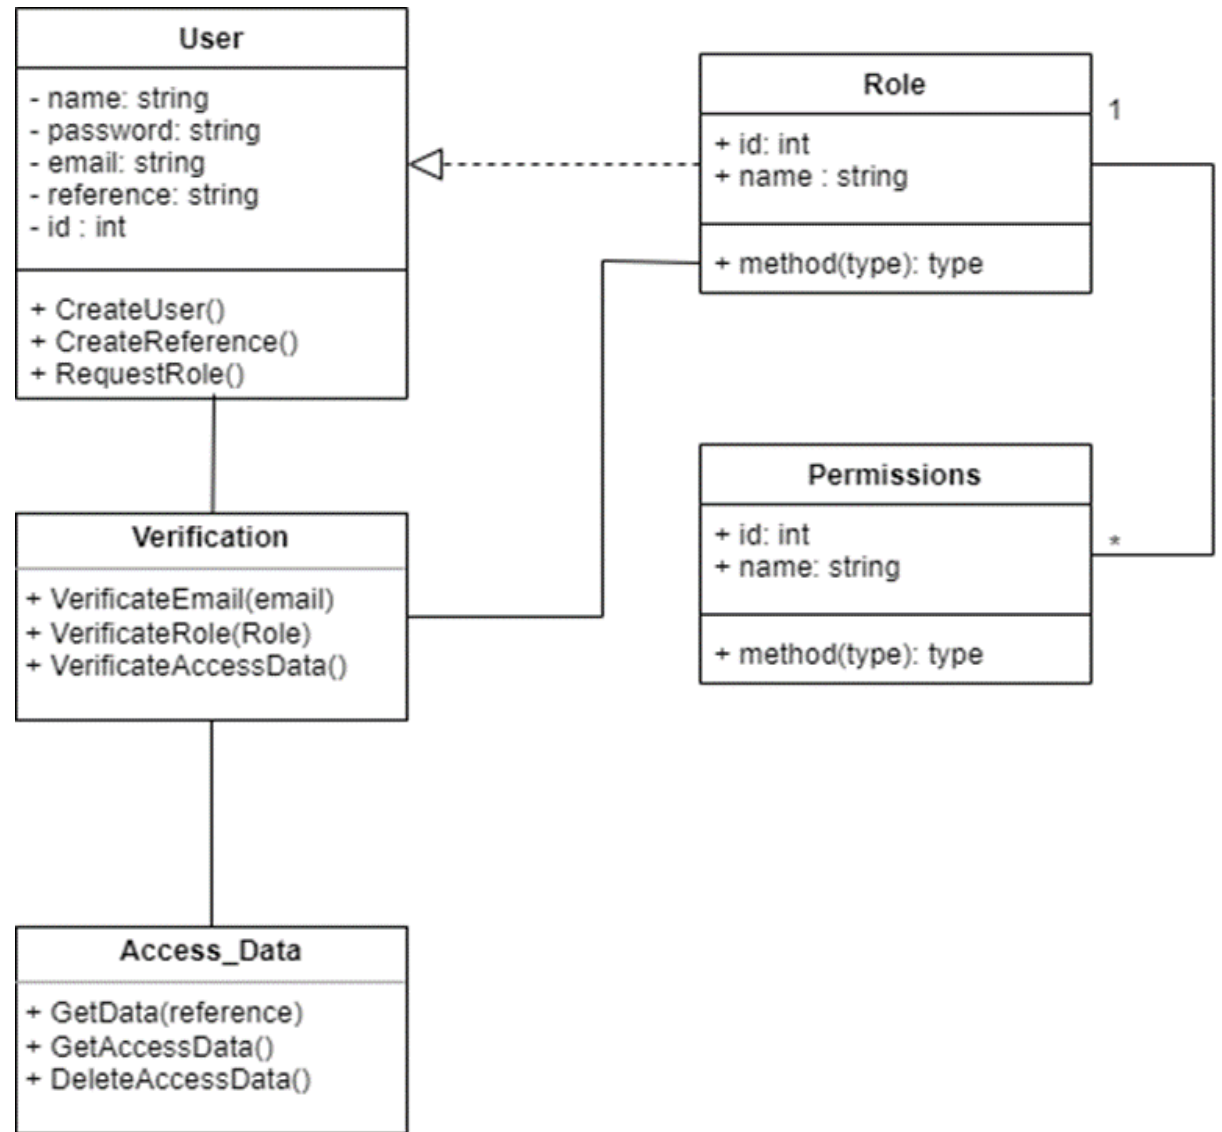 User
- name: string
- password: string
- email: string
- reference: string
- id : int
+ CreateUser()
+ CreateReference()
+ RequestRole()
Role
+ id: int
+ name : string
+ method(type): type
1
Permissions
+ id: int
+ name: string
+ method(type): type
*
Verification
+ VerificateEmail(email)
+ VerificateRole(Role)
+ VerificateAccessData()
Access_Data
+ GetData(reference)
+ GetAccessData()
+ DeleteAccessData()